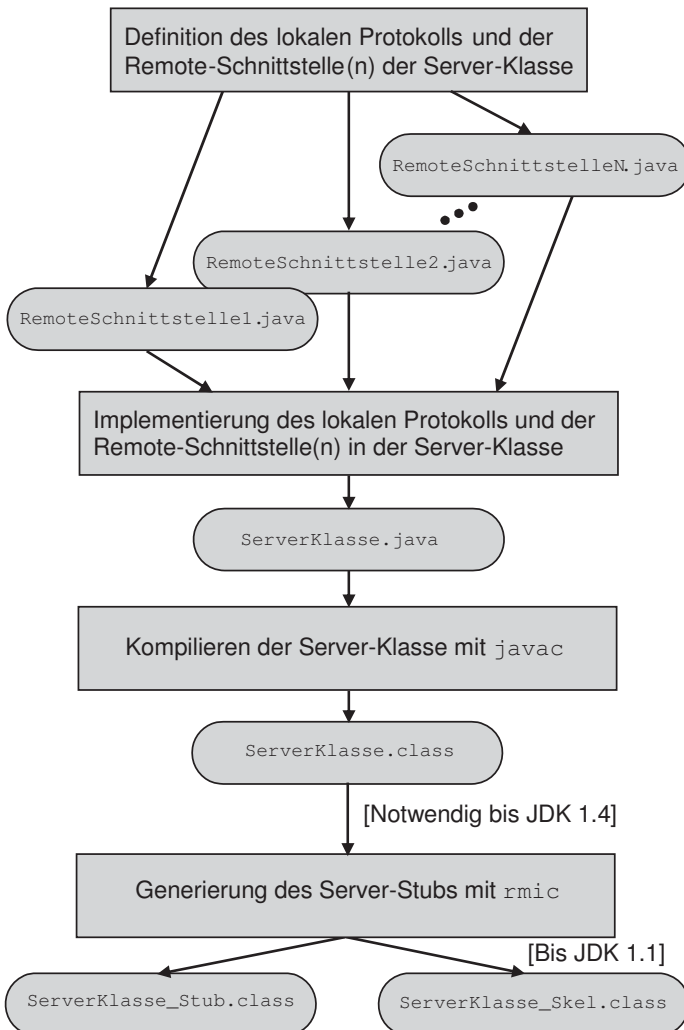 Definition des lokalen Protokolls und der
Remote-Schnittstelle(n) der Server-Klasse
RemoteSchnittstelleN.java
RemoteSchnittstelle2.java
RemoteSchnittstelle1.java
Implementierung des lokalen Protokolls und der
Remote-Schnittstelle(n) in der Server-Klasse
ServerKlasse.java
Kompilieren der Server-Klasse mit javac
ServerKlasse.class
[Notwendig bis JDK 1.4]
Generierung des Server-Stubs mit rmic
[Bis JDK 1.1]
ServerKlasse_Stub.class
ServerKlasse_Skel.class